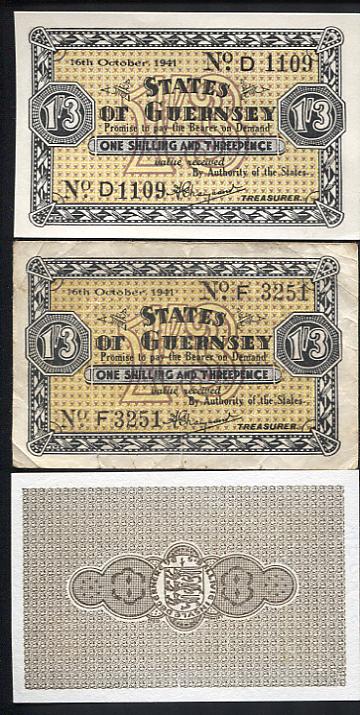 16th October, 1941 No. D 1109
STATES
OF GUERNSEY
1/3 1/3
Promise to pay the Bearer on Demand
ONE SHILLING AND THREEPENCE
value received
By Authority of the States.
No. D1109
TREASURER.
16th October, 1941 No. F 3251
STATES
OF GUERNSEY
1/3 1/3
Promise to pay the Bearer on Demand
ONE SHILLING AND THREEPENCE
value received
By Authority of the States.
No. F3251
TREASURER.